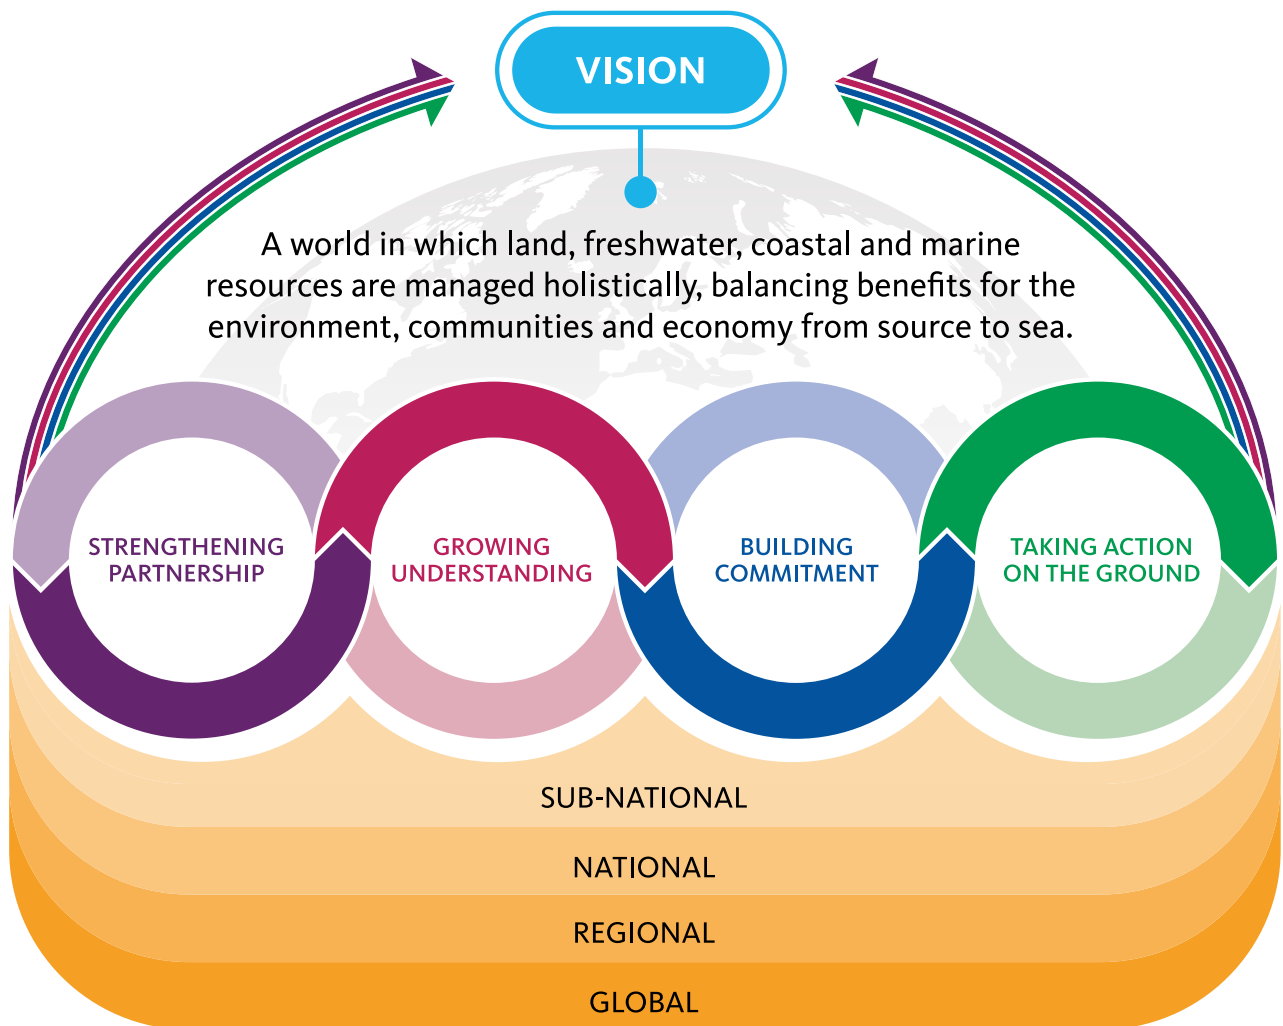 VISION
A world in which land, freshwater, coastal and marine
resources are managed holistically, balancing benefits for the
environment, communities and economy from source to sea.
STRENGTHENING
PARTNERSHIP
GROWING
UNDERSTANDING
BUILDING
COMMITMENT
TAKING ACTION
ON THE GROUND
SUB-NATIONAL
NATIONAL
REGIONAL
GLOBAL